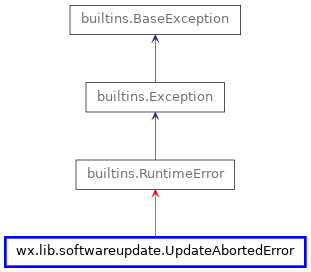 builtins.BaseException
builtins.Exception
builtins.RuntimeError
wx.lib.softwareupdate.UpdateAbortedError